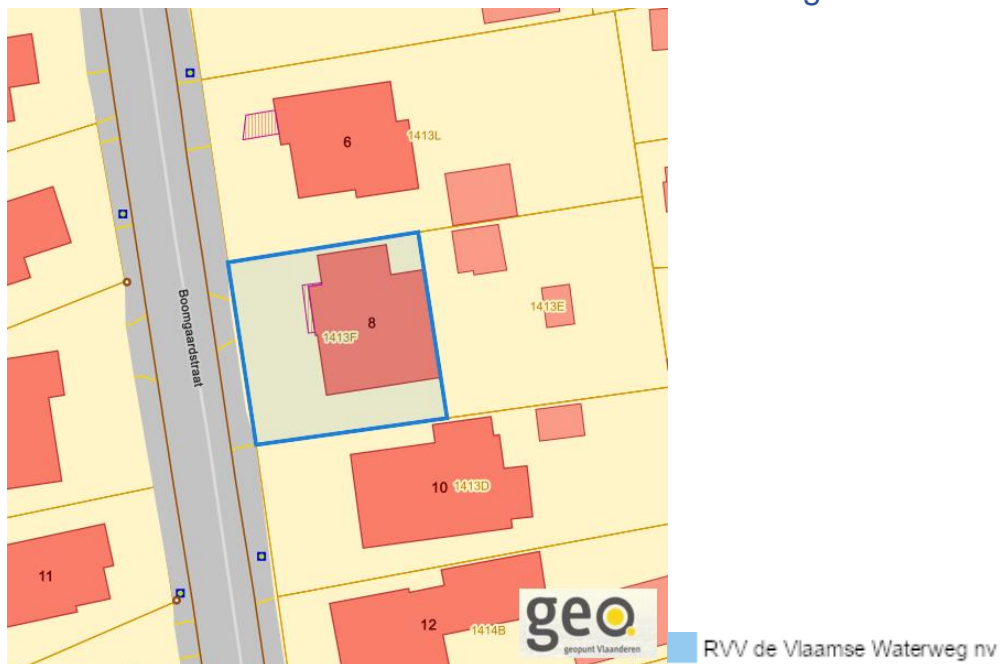 6
1413L
8
1413F
1413E
Boomgaardstraat
10
1413D
11
12
1414B
geo
geopunt Vlaanderen
RVV de Vlaamse Waterweg nv